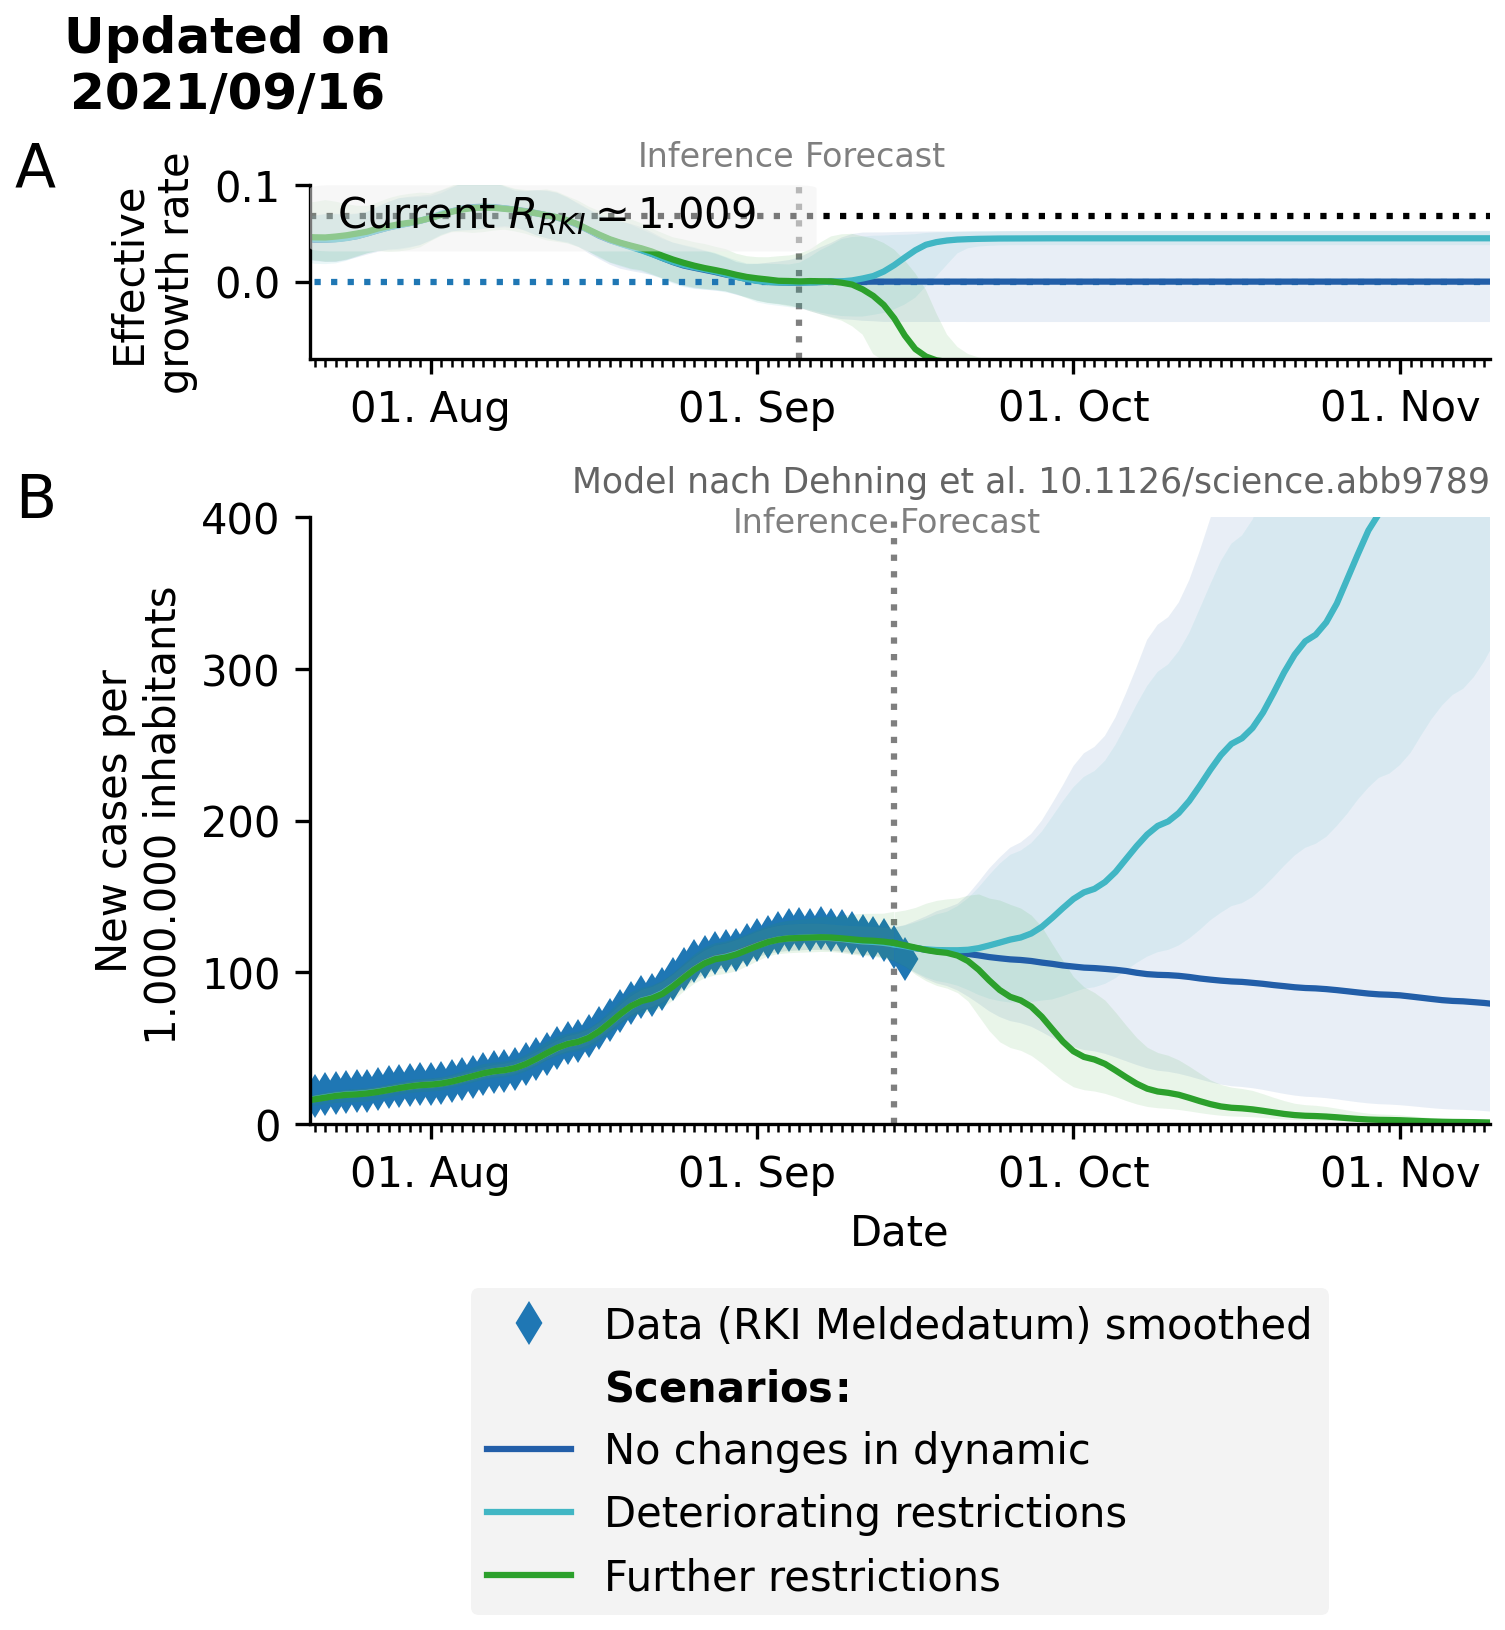 Updated on
2021/09/16
A
Inference Forecast
Effective
growth rate
0.1
0.0
Current R_RKI ≃ 1.009
01. Aug
01. Sep
01. Oct
01. Nov
B
Model nach Dehning et al. 10.1126/science.abb9789
Inference Forecast
New cases per
1.000.000 inhabitants
400
300
200
100
0
01. Aug
01. Sep
01. Oct
01. Nov
Date
Data (RKI Meldedatum) smoothed
Scenarios:
No changes in dynamic
Deteriorating restrictions
Further restrictions